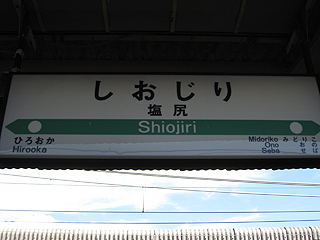 しおじり
塩尻
Shiojiri
ひろおか
Hirooka
Midoriko みどりこ
Ono おの
Seba せば